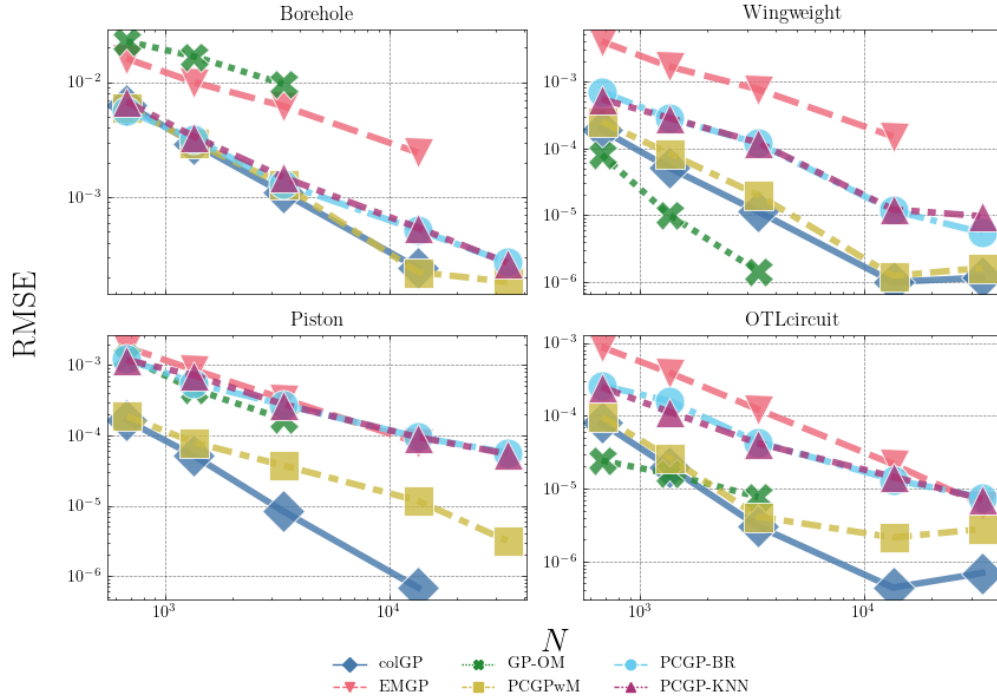 Borehole
Wingweight
10⁻²
10⁻³
10⁻³
10⁻⁴
10⁻⁵
10⁻⁶
RMSE
Piston
OTLcircuit
10⁻³
10⁻⁴
10⁻⁵
10⁻⁶
10⁻³
10⁻⁴
10⁻⁵
10⁻⁶
10³ 10⁴
10³ 10⁴
N
colGP GP-OM PCGP-BR
EMGP PCGPwM PCGP-KNN